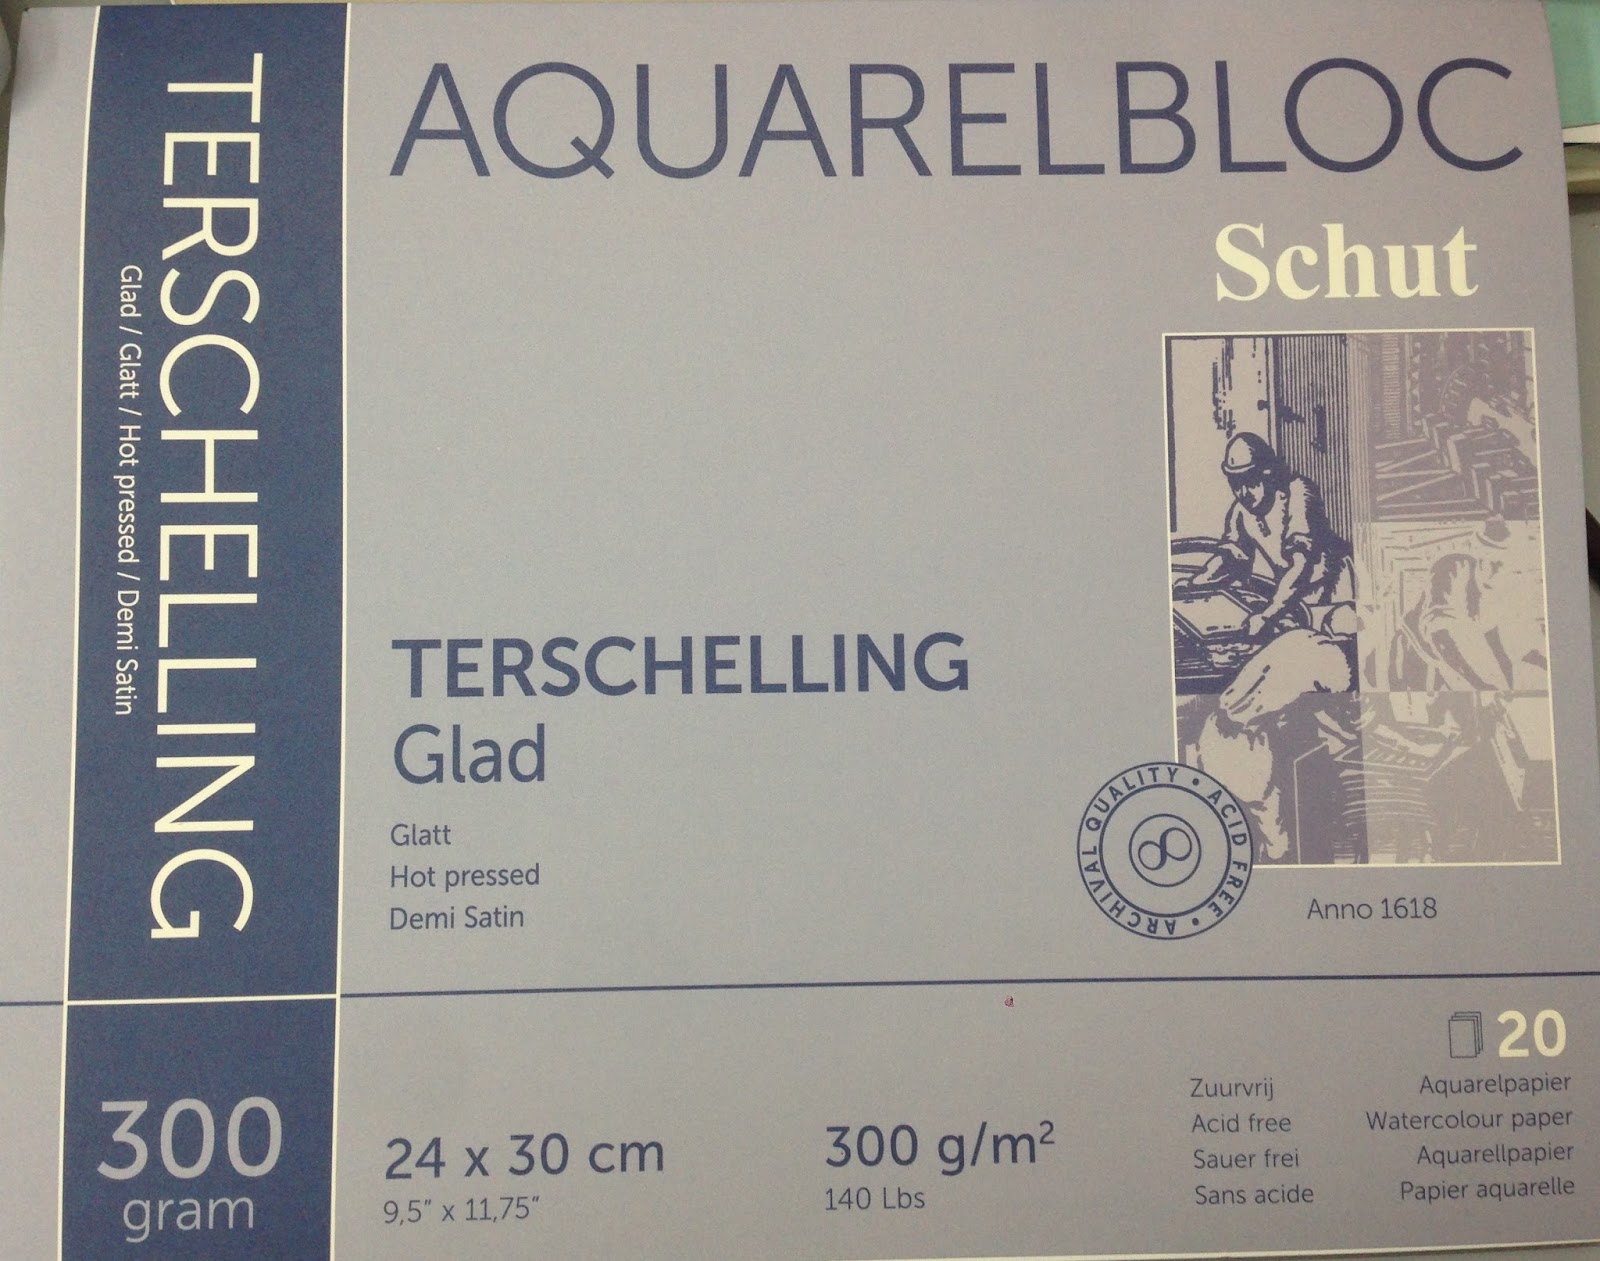 AQUARELBLOC
Schut
TERSCHELLING
Glad / Glatt / Hot pressed / Demi Satin
TERSCHELLING
Glad
Glatt
Hot pressed
Demi Satin
ARCHIVAL QUALITY • ACID FREE •
Anno 1618
300
gram
24 x 30 cm
9,5" x 11,75"
300 g/m²
140 Lbs
Zuurvrij
Acid free
Sauer frei
Sans acide
20
Aquarelpapier
Watercolour paper
Aquarellpapier
Papier aquarelle